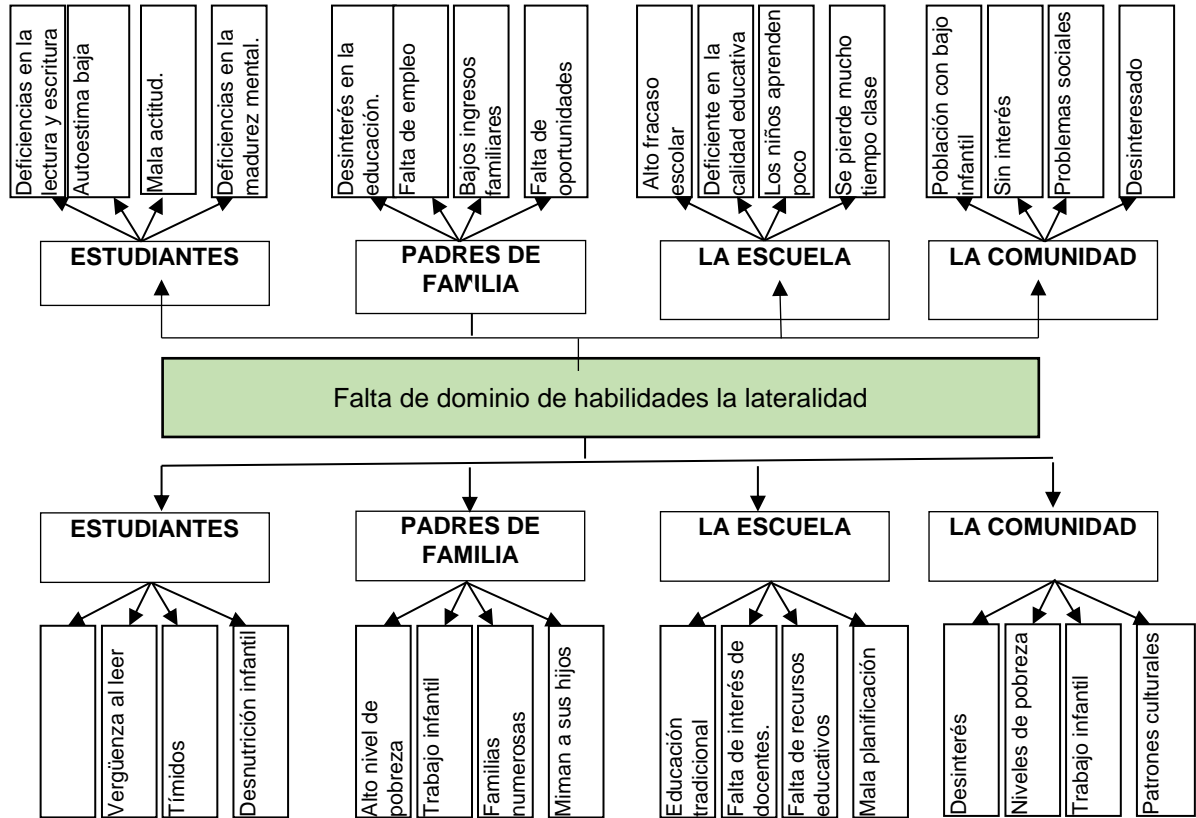 Deficiencias en la
lectura y escritura
Autoestima baja
Mala actitud.
Deficiencias en la
madurez mental.
Desinterés en la
educación.
Falta de empleo
Bajos ingresos
familiares
Falta de
oportunidades
Alto fracaso
escolar
Deficiente en la
calidad educativa
Los niños aprenden
poco
Se pierde mucho
tiempo clase
Población con bajo
infantil
Sin interés
Problemas sociales
Desinteresado
ESTUDIANTES
PADRES DE
FAMILIA
LA ESCUELA
LA COMUNIDAD
Falta de dominio de habilidades la lateralidad
ESTUDIANTES
PADRES DE
FAMILIA
LA ESCUELA
LA COMUNIDAD
Vergüenza al leer
Tímidos
Desnutrición infantil
Alto nivel de
pobreza
Trabajo infantil
Familias
numerosas
Miman a sus hijos
Educación
tradicional
Falta de interés de
docentes.
Falta de recursos
educativos
Mala planificación
Desinterés
Niveles de pobreza
Trabajo infantil
Patrones culturales